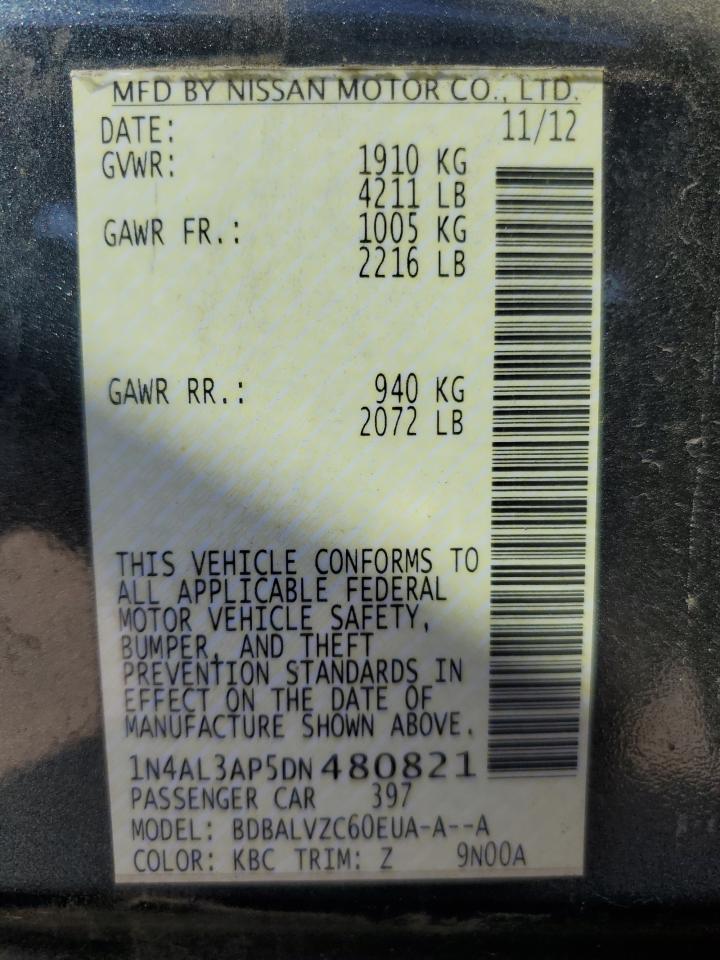 MFD BY NISSAN MOTOR CO., LTD.
DATE: 11/12
GVWR: 1910 KG
4211 LB
GAWR FR.: 1005 KG
2216 LB
GAWR RR.: 940 KG
2072 LB
THIS VEHICLE CONFORMS TO
ALL APPLICABLE FEDERAL
MOTOR VEHICLE SAFETY,
BUMPER, AND THEFT
PREVENTION STANDARDS IN
EFFECT ON THE DATE OF
MANUFACTURE SHOWN ABOVE.
1N4AL3AP5DN480821
PASSENGER CAR 397
MODEL: BDBALVZC60EUA-A--A
COLOR: KBC TRIM: Z 9N00A